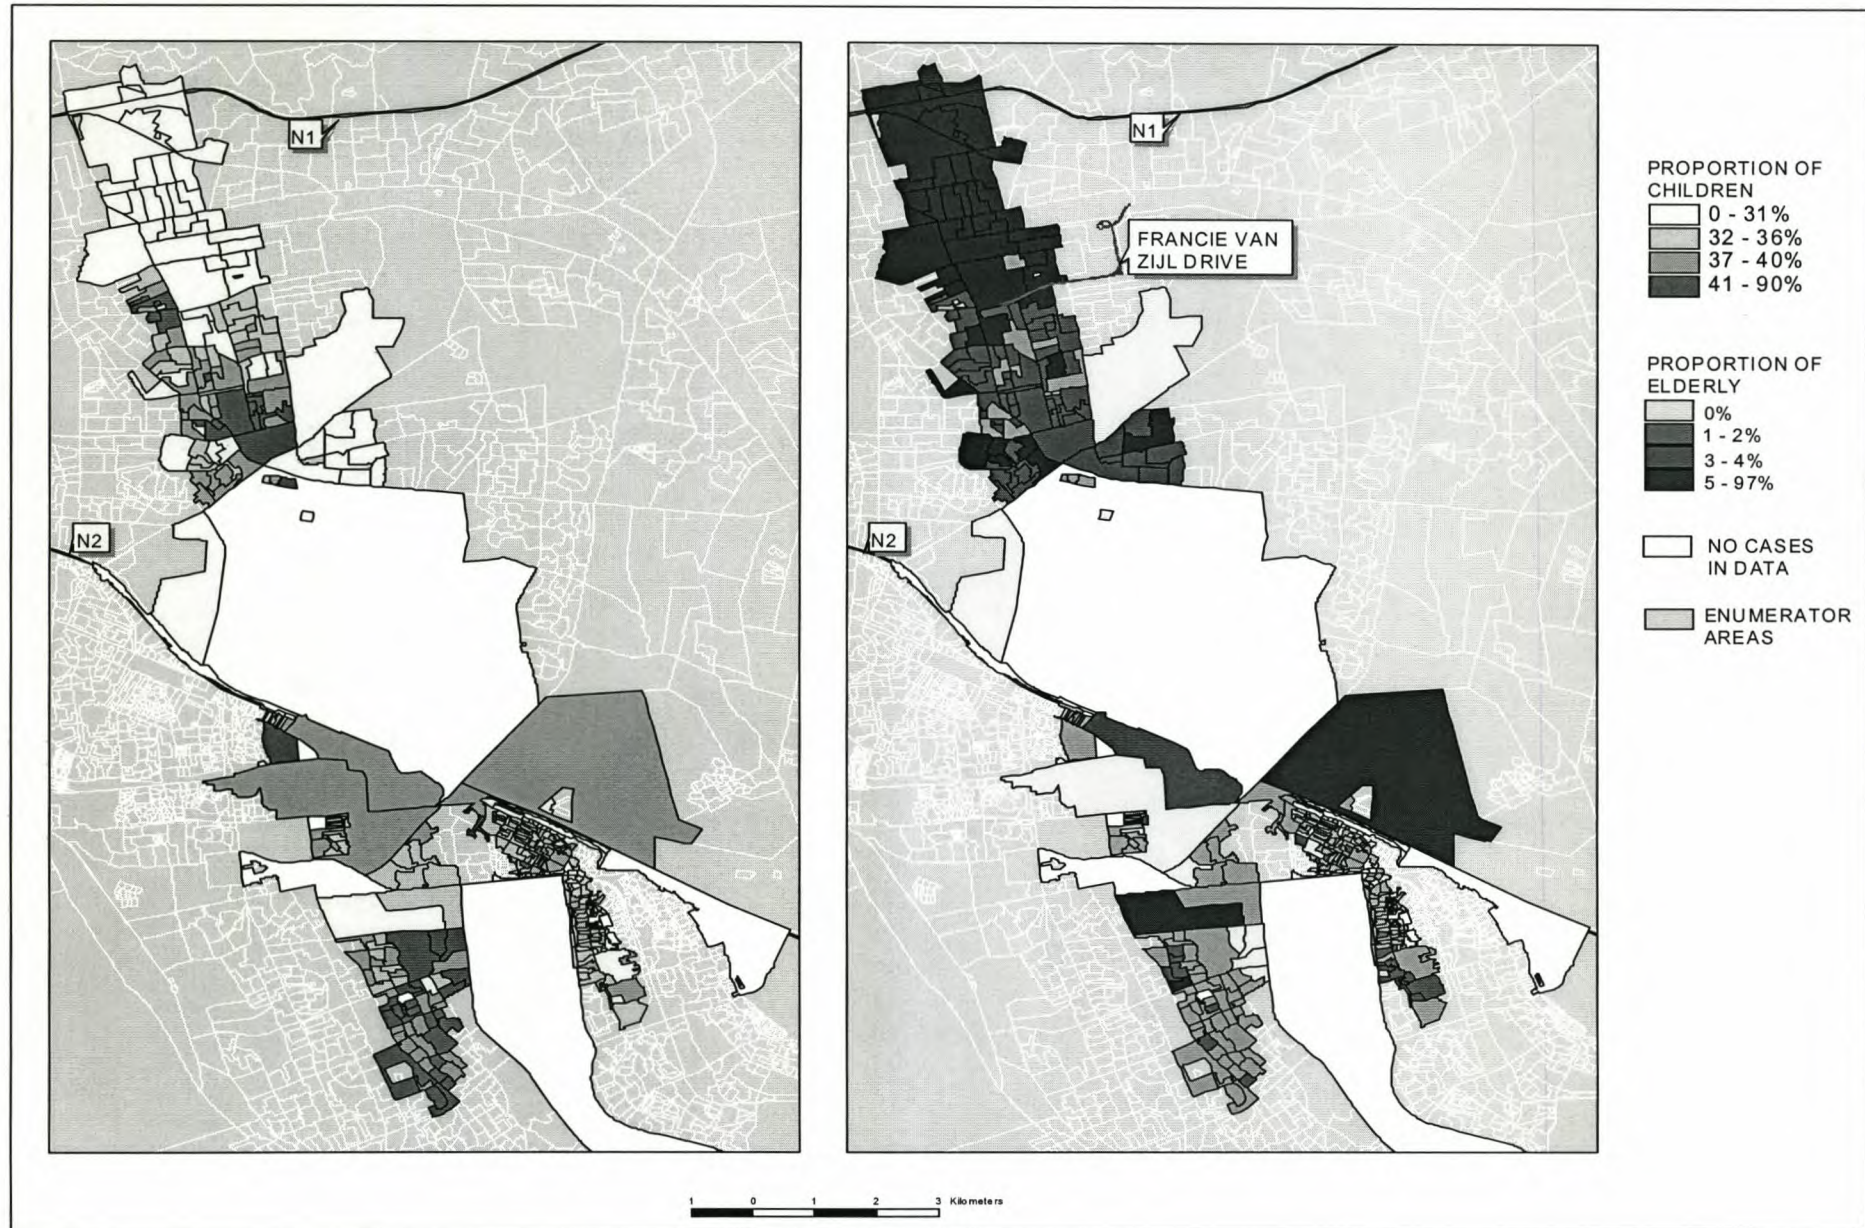 N1
N2
N1
FRANCIE VAN
ZIJL DRIVE
N2
PROPORTION OF
CHILDREN
0 - 31%
32 - 36%
37 - 40%
41 - 90%
PROPORTION OF
ELDERLY
0%
1 - 2%
3 - 4%
5 - 97%
NO CASES
IN DATA
ENUMERATOR
AREAS
1 0 1 2 3 Kilometers